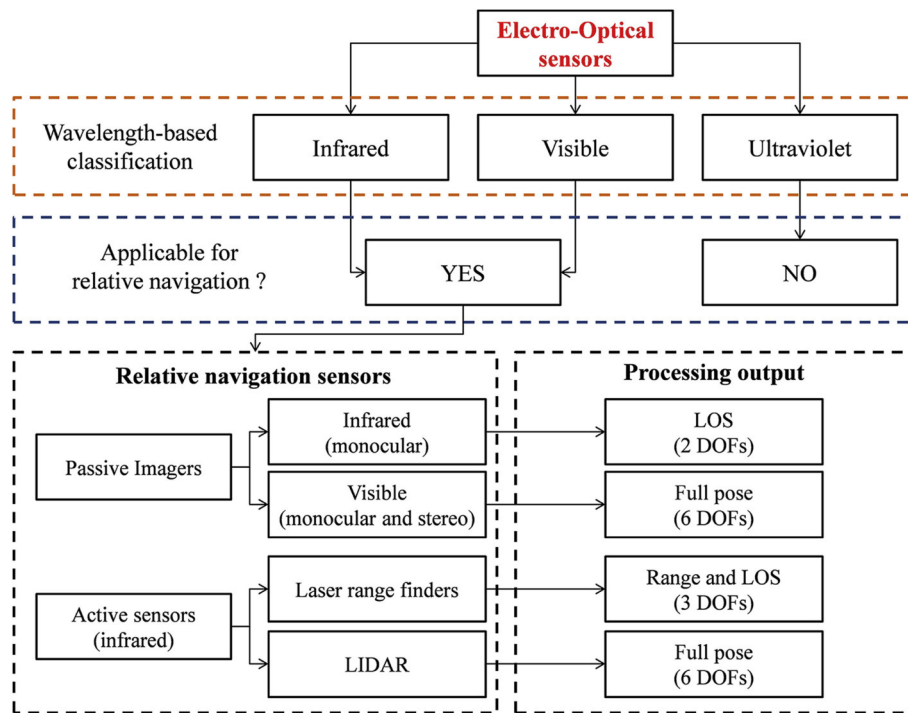 Electro-Optical
sensors
Wavelength-based
classification
Infrared
Visible
Ultraviolet
Applicable for
relative navigation ?
YES
NO
Relative navigation sensors
Processing output
Passive Imagers
Infrared
(monocular)
LOS
(2 DOFs)
Visible
(monocular and stereo)
Full pose
(6 DOFs)
Active sensors
(infrared)
Laser range finders
Range and LOS
(3 DOFs)
LIDAR
Full pose
(6 DOFs)